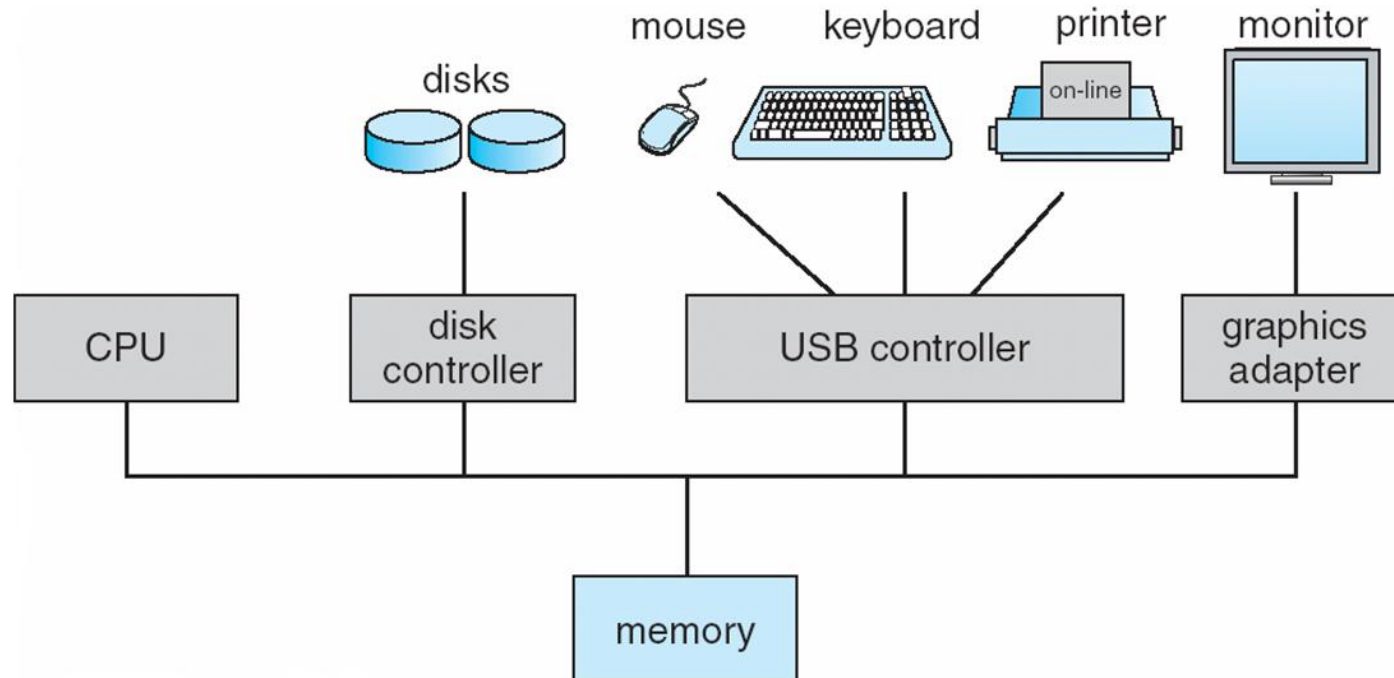 mouse
keyboard
printer
monitor
disks
on-line
CPU
disk
controller
USB controller
graphics
adapter
memory